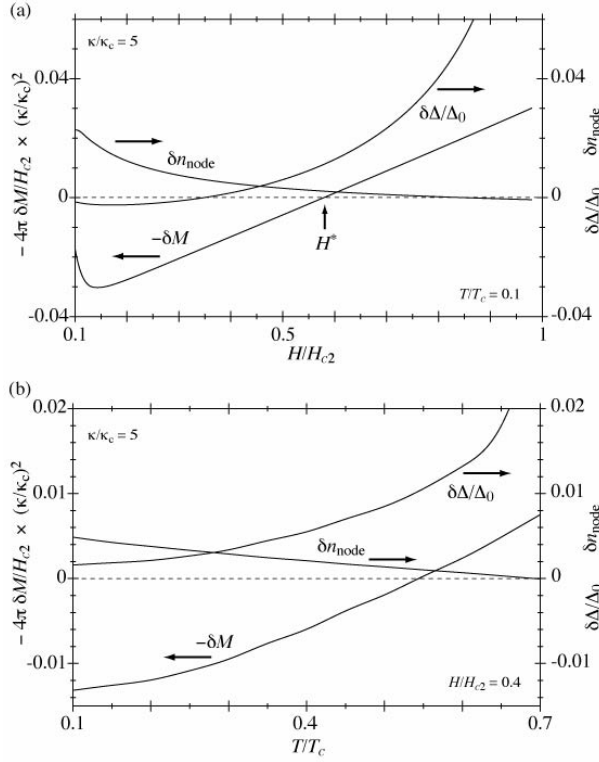 (a)
κ/κc = 5
0.04
0
-0.04
− 4π δM/Hc2 × (κ/κc)²
δnnode
δΔ/Δ0
−δM
H*
T/Tc = 0.1
0.04
0
-0.04
δnnode
δΔ/Δ0
0.1
0.5
1
H/Hc2
(b)
κ/κc = 5
0.02
0.01
0
-0.01
− 4π δM/Hc2 × (κ/κc)²
δΔ/Δ0
δnnode
−δM
H/Hc2 = 0.4
0.02
0.01
0
-0.01
δnnode
δΔ/Δ0
0.1
0.4
0.7
T/Tc